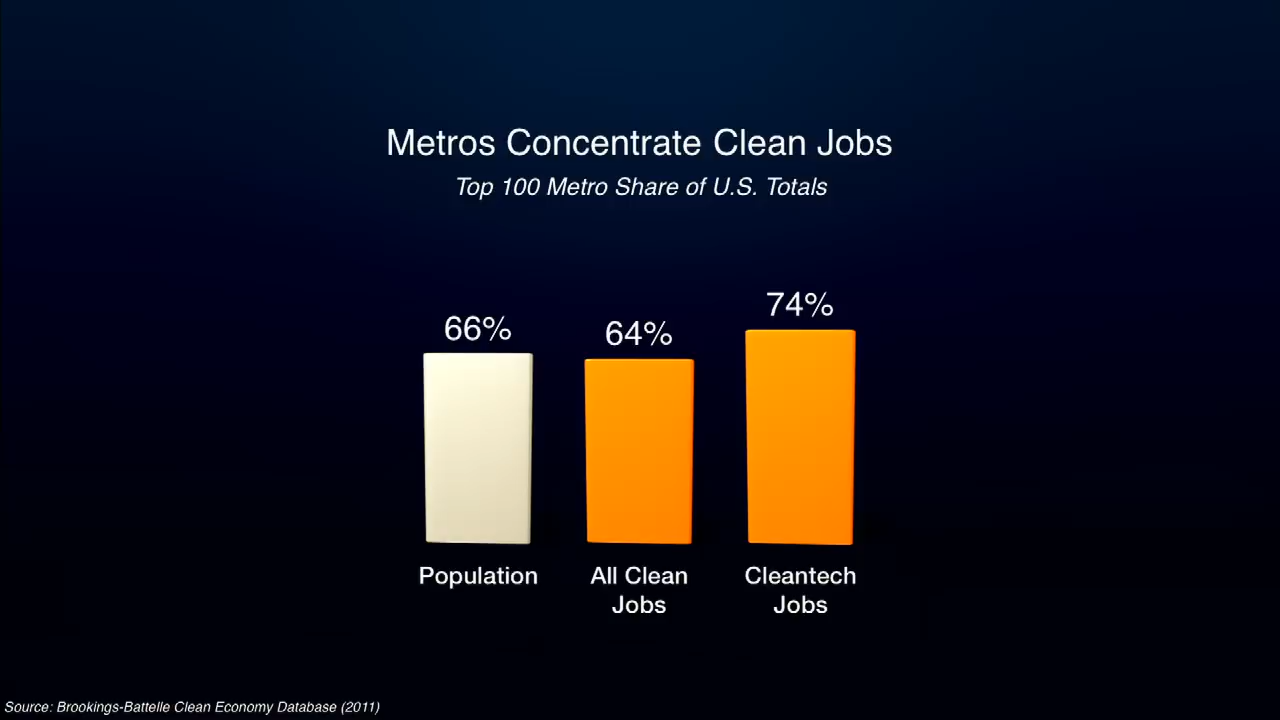 Metros Concentrate Clean Jobs
Top 100 Metro Share of U.S. Totals
66%
64%
74%
Population
All Clean
Jobs
Cleantech
Jobs
Source: Brookings-Battelle Clean Economy Database (2011)